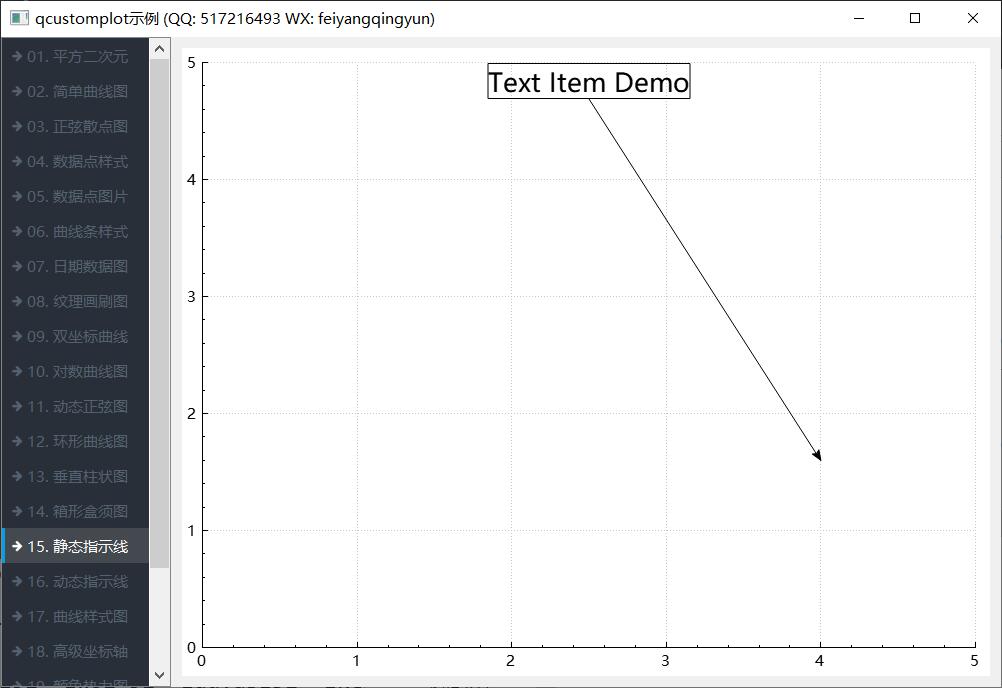 qcustomplot示例 (QQ: 517216493 WX: feiyangqingyun)
01. 平方二次元
02. 简单曲线图
03. 正弦散点图
04. 数据点样式
05. 数据点图片
06. 曲线条样式
07. 日期数据图
08. 纹理画刷图
09. 双坐标曲线
10. 对数曲线图
11. 动态正弦图
12. 环形曲线图
13. 垂直柱状图
14. 箱形盒须图
15. 静态指示线
16. 动态指示线
17. 曲线样式图
18. 高级坐标轴
Text Item Demo
5
4
3
2
1
0
0 1 2 3 4 5